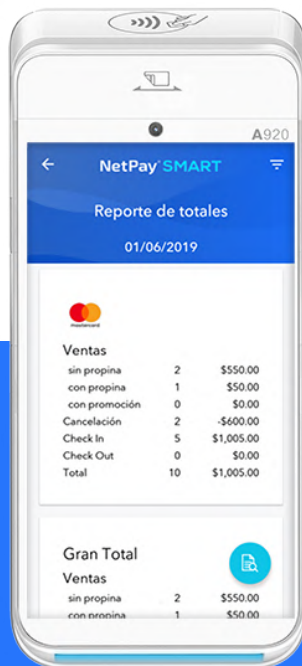 A920
NetPay SMART
Reporte de totales
01/06/2019
mastercard
Ventas
sin propina 2 $550.00
con propina 1 $50.00
con promoción 0 $0.00
Cancelación 2 -$600.00
Check In 5 $1,005.00
Check Out 0 $0.00
Total 10 $1,005.00
Gran Total
Ventas
sin propina 2 $550.00
con propina 1 $50.00